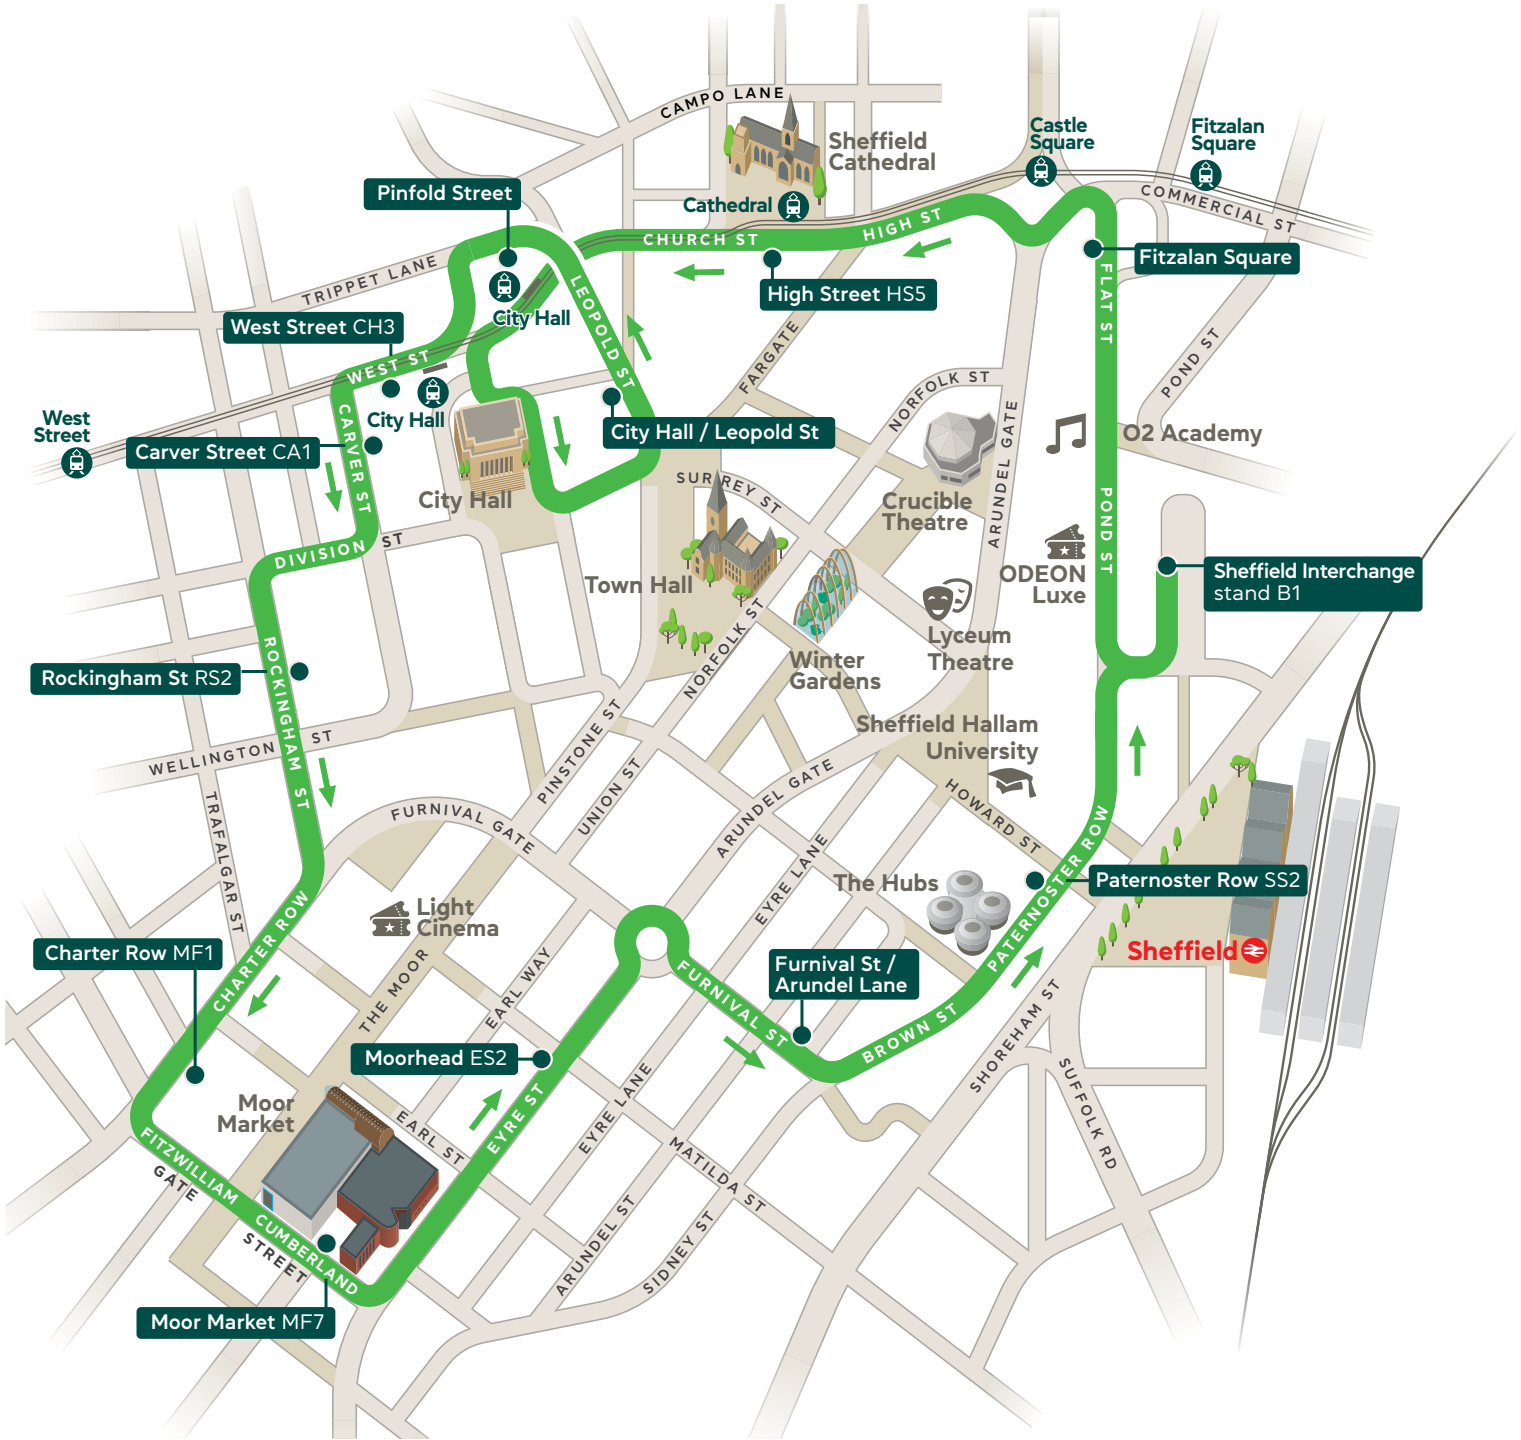 CAMPO LANE
Sheffield
Cathedral
Castle
Square
Fitzalan
Square
Pinfold Street
Cathedral
COMMERCIAL ST
HIGH ST
CHURCH ST
Fitzalan Square
TRIPPET LANE
High Street HS5
FLAT ST
LEOPOLD ST
City Hall
West Street CH3
WEST ST
FARGATE
POND ST
NORFOLK ST
City Hall
West
Street
CARVER ST
Carver Street CA1
City Hall / Leopold St
O2 Academy
ARUNDEL GATE
SURREY ST
City Hall
Crucible
Theatre
POND ST
DIVISION ST
Town Hall
ODEON
Luxe
Sheffield Interchange
stand B1
NORFOLK ST
Lyceum
Theatre
Winter
Gardens
Rockingham St RS2
ROCKINGHAM ST
Sheffield Hallam
University
WELLINGTON ST
PINSTONE ST
UNION ST
ARUNDEL GATE
HOWARD ST
FURNIVAL GATE
TRAFALGAR ST
EYRE LANE
PATERNOSTER ROW
The Hubs
Paternoster Row SS2
Light
Cinema
CHARTER ROW
Charter Row MF1
THE MOOR
EARL WAY
FURNIVAL ST
Furnival St /
Arundel Lane
Sheffield
BROWN ST
SHOREHAM ST
Moorhead ES2
EYRE ST
EYRE LANE
SUFFOLK RD
Moor
Market
EARL ST
MATILDA ST
FITZWILLIAM
GATE
CUMBERLAND
STREET
ARUNDEL ST
SIDNEY ST
Moor Market MF7